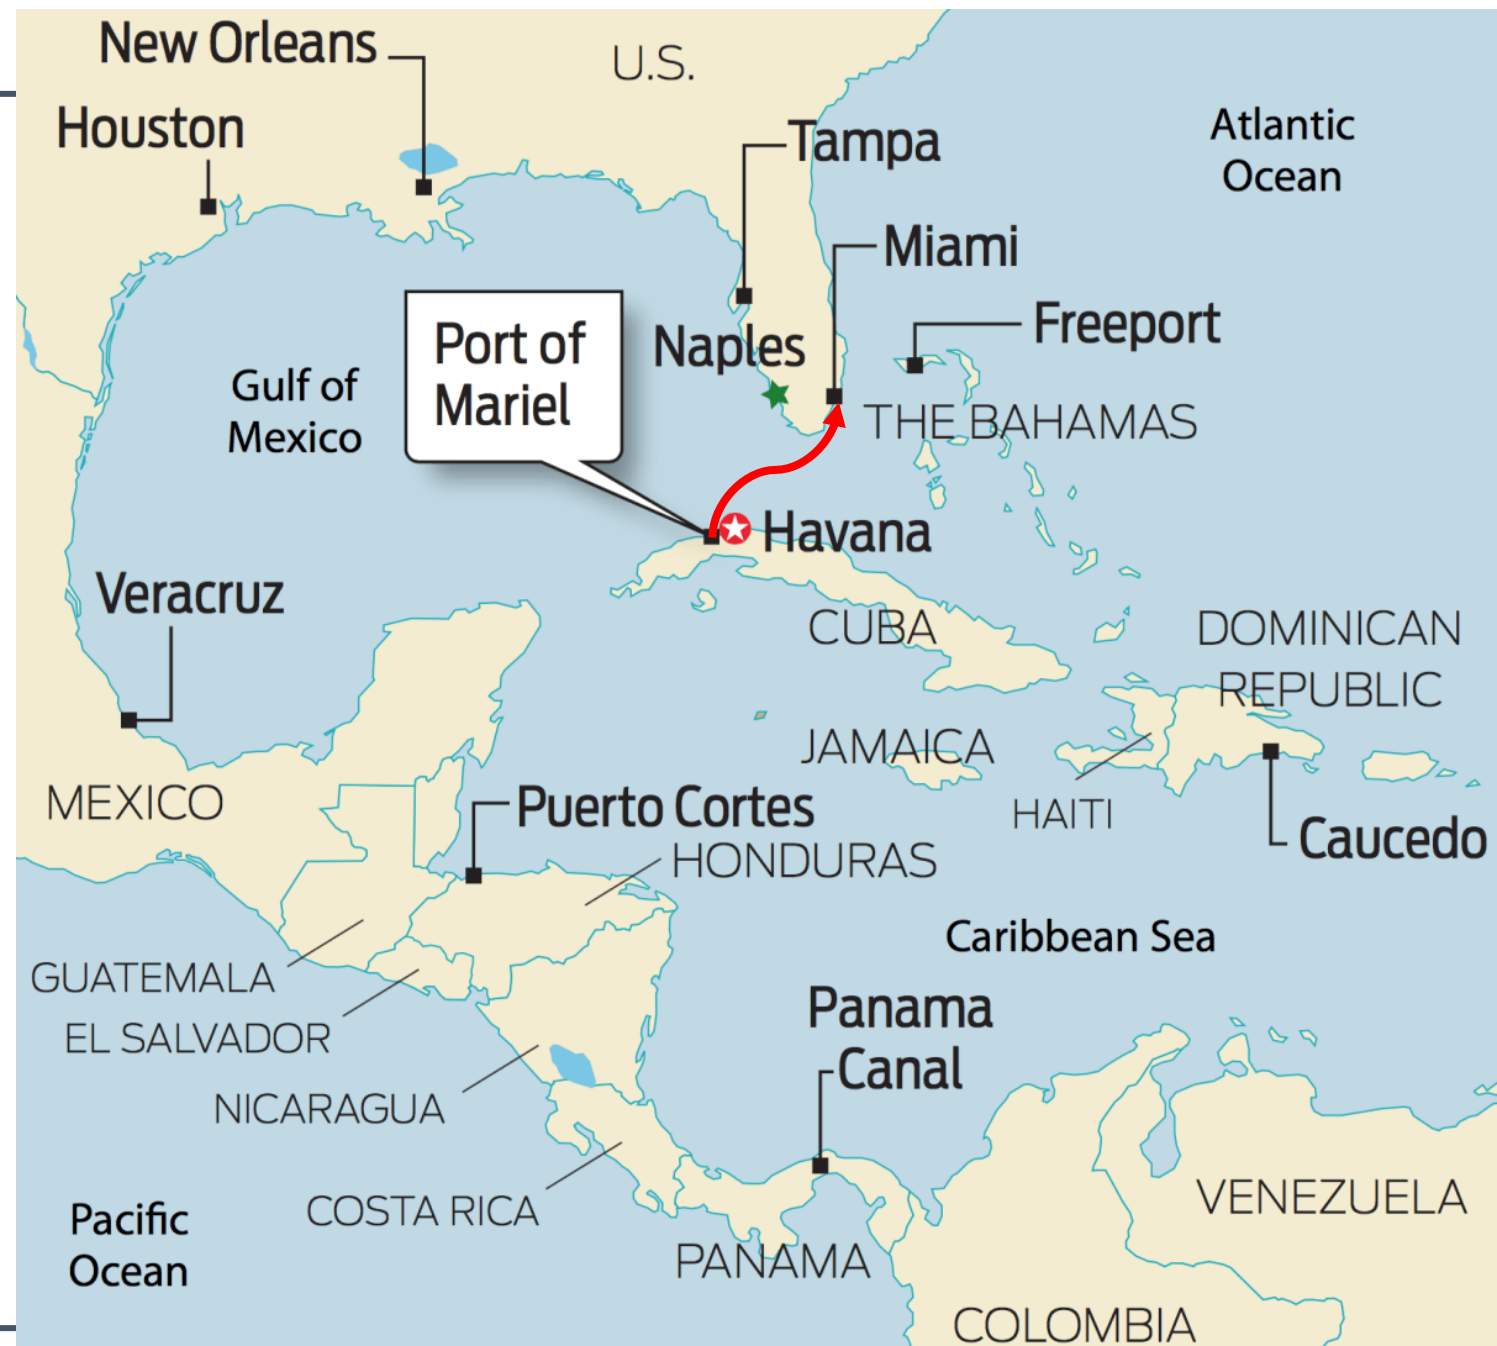 New Orleans
U.S.
Houston
Tampa
Atlantic
Ocean
Miami
Port of
Mariel
Naples
Freeport
Gulf of
Mexico
THE BAHAMAS
Havana
Veracruz
CUBA
DOMINICAN
REPUBLIC
JAMAICA
MEXICO
Puerto Cortes
HAITI
Caucedo
HONDURAS
Caribbean Sea
GUATEMALA
EL SALVADOR
Panama
Canal
NICARAGUA
COSTA RICA
VENEZUELA
Pacific
Ocean
PANAMA
COLOMBIA